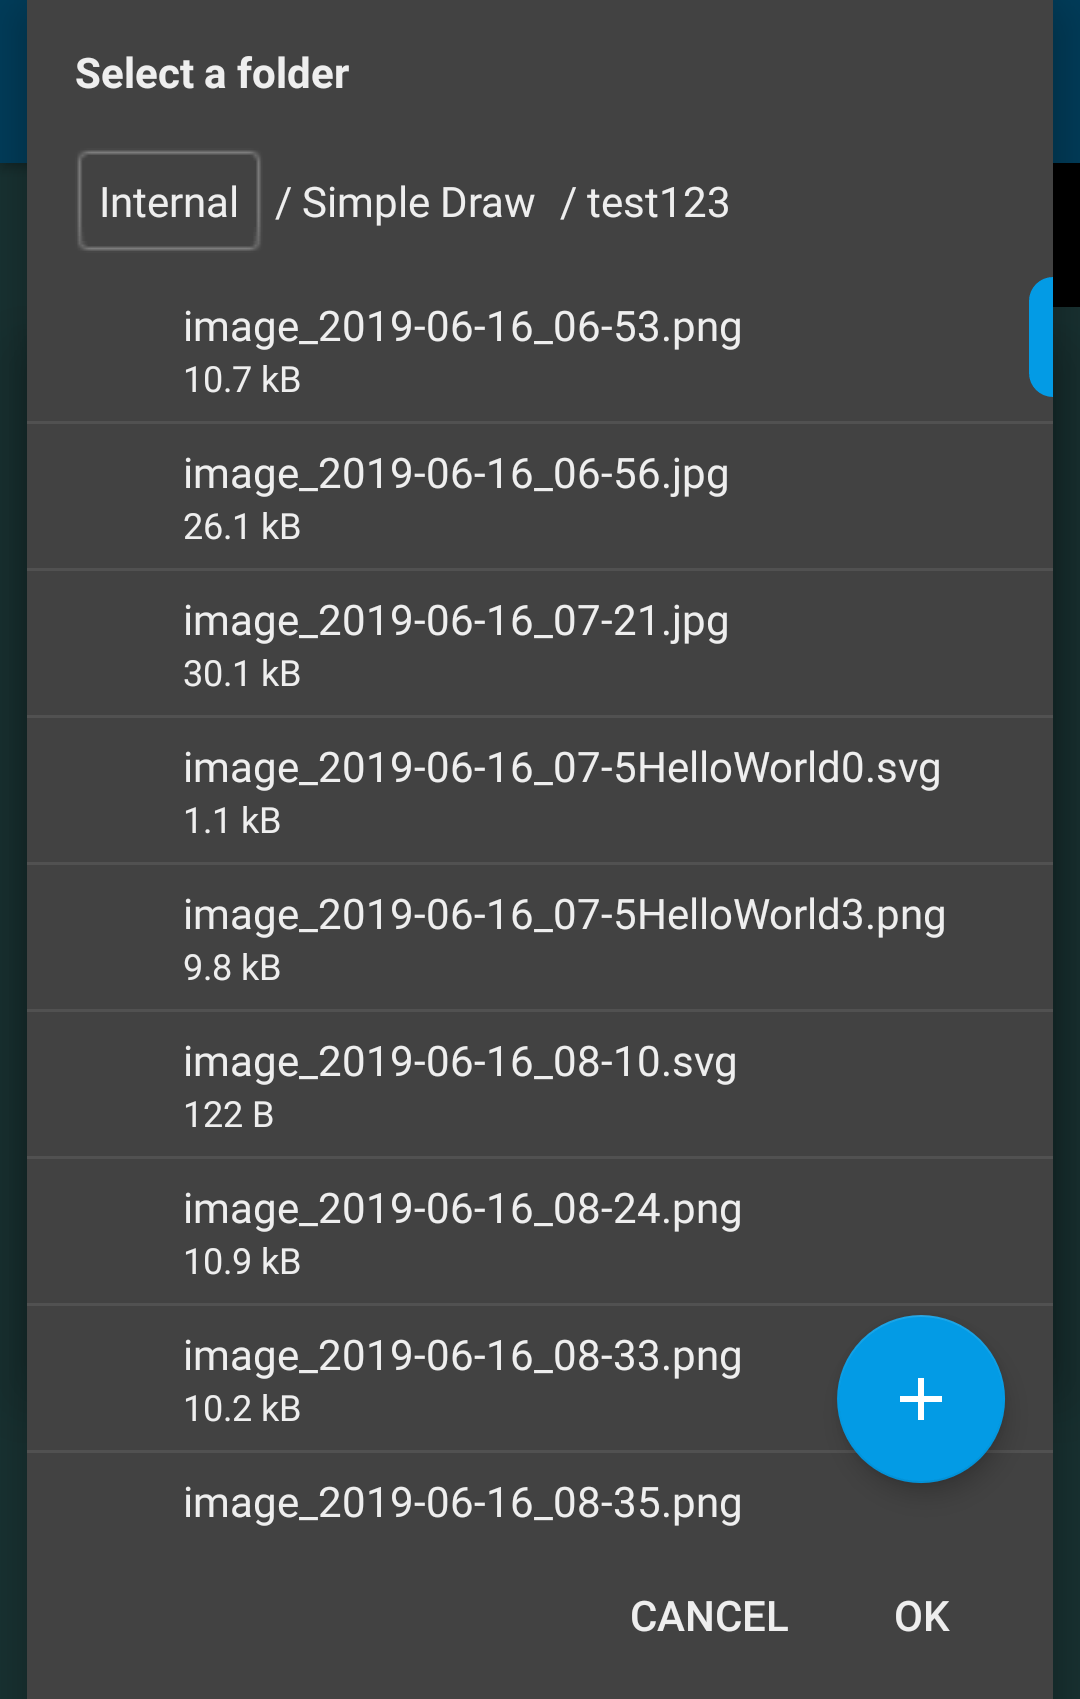 Select a folder
Internal / Simple Draw / test123
image_2019-06-16_06-53.png
10.7 kB
image_2019-06-16_06-56.jpg
26.1 kB
image_2019-06-16_07-21.jpg
30.1 kB
image_2019-06-16_07-5HelloWorld0.svg
1.1 kB
image_2019-06-16_07-5HelloWorld3.png
9.8 kB
image_2019-06-16_08-10.svg
122 B
image_2019-06-16_08-24.png
10.9 kB
image_2019-06-16_08-33.png
10.2 kB
image_2019-06-16_08-35.png
CANCEL OK